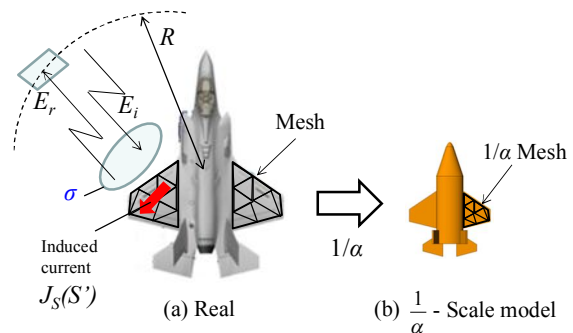 R
E_r
E_i
Mesh
σ
1/α Mesh
Induced
current
J_S(S')
1/α
(a) Real
(b) 1/α - Scale model